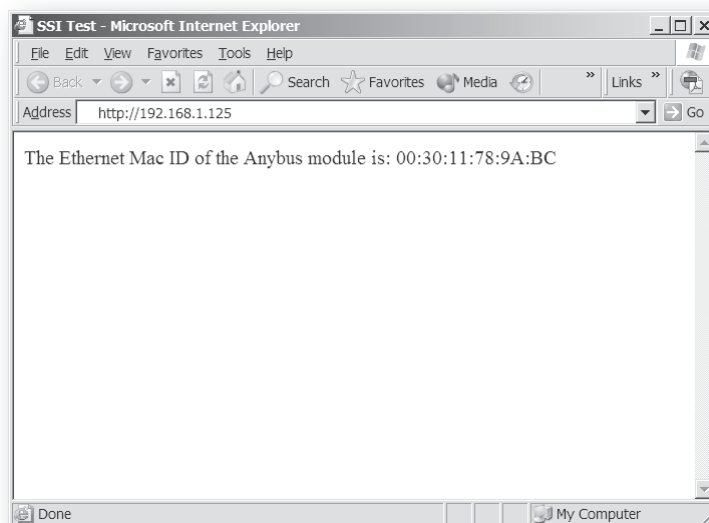 SSI Test - Microsoft Internet Explorer
File Edit View Favorites Tools Help
Back Search Favorites Media » Links »
Address http://192.168.1.125 Go
The Ethernet Mac ID of the Anybus module is: 00:30:11:78:9A:BC
Done My Computer